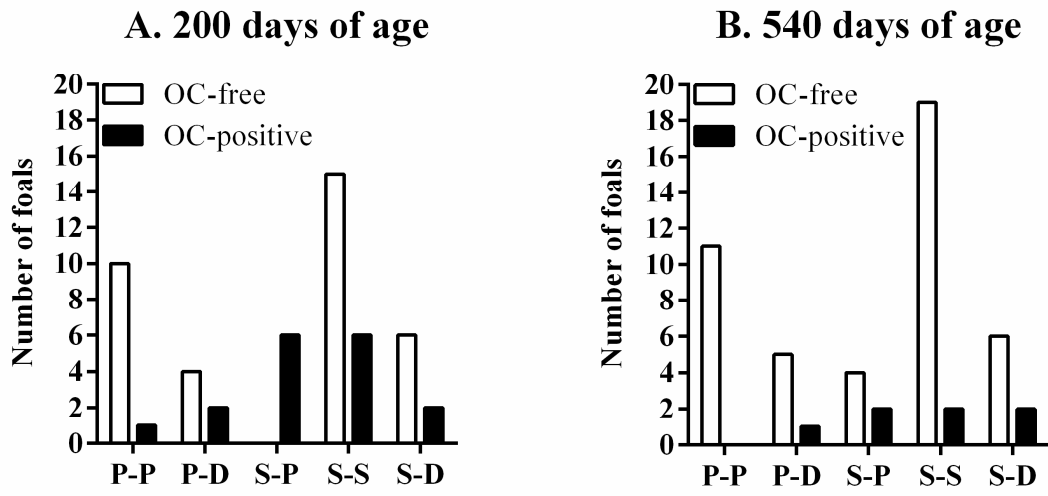 A. 200 days of age
20
18
16
14
12
10
8
6
4
2
0
Number of foals
OC-free
OC-positive
P-P P-D S-P S-S S-D
B. 540 days of age
20
18
16
14
12
10
8
6
4
2
0
Number of foals
OC-free
OC-positive
P-P P-D S-P S-S S-D